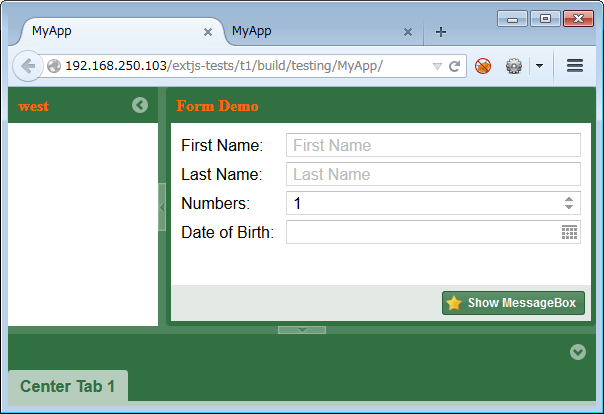 MyApp
MyApp
192.168.250.103/extjs-tests/t1/build/testing/MyApp/
west
Form Demo
First Name: First Name
Last Name: Last Name
Numbers: 1
Date of Birth:
Show MessageBox
Center Tab 1